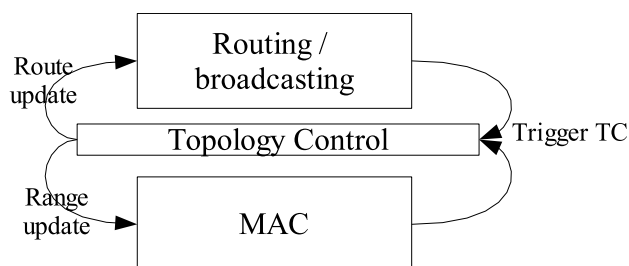 Routing /
broadcasting
Route
update
Topology Control
Trigger TC
Range
update
MAC